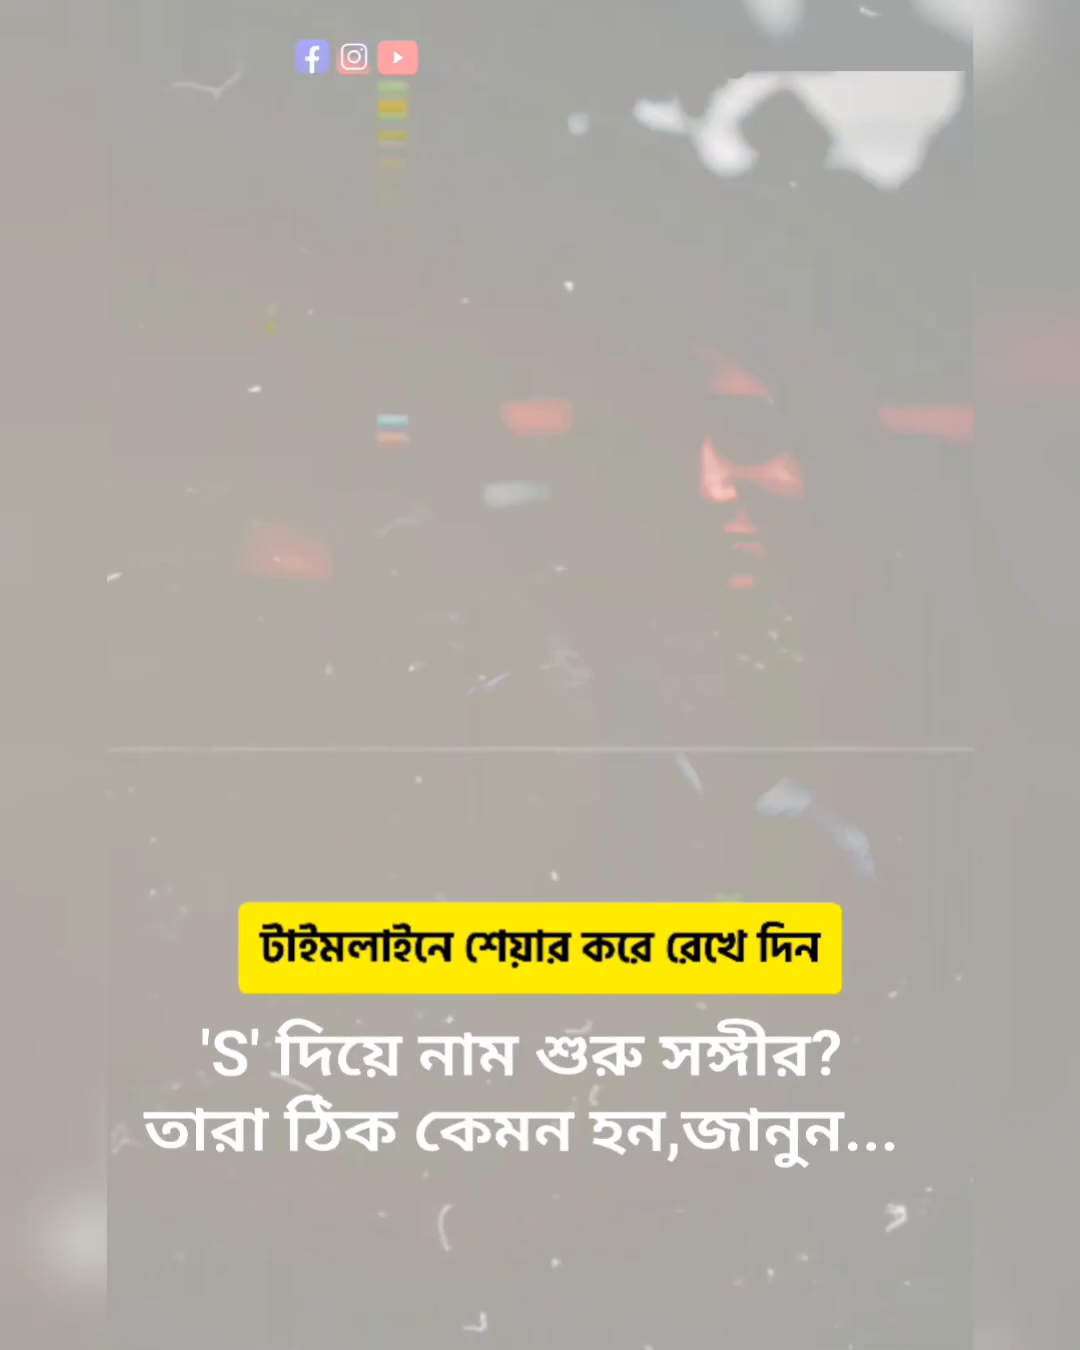 টাইমলাইনে শেয়ার করে রেখে দিন
'S' দিয়ে নাম শুরু সঙ্গীর?
তারা ঠিক কেমন হন,জানুন...